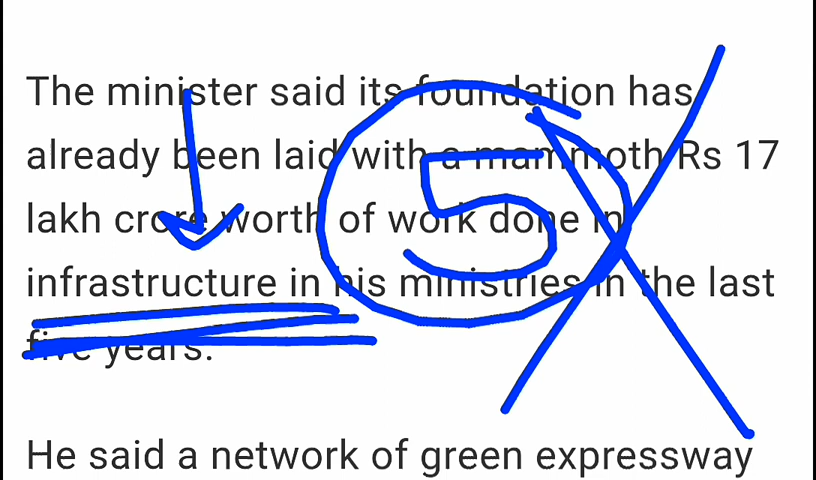 The minister said its foundation has
already been laid with a mammoth Rs 17
lakh crore worth of work done in
infrastructure in his ministries in the last
five years.
5
He said a network of green expressway